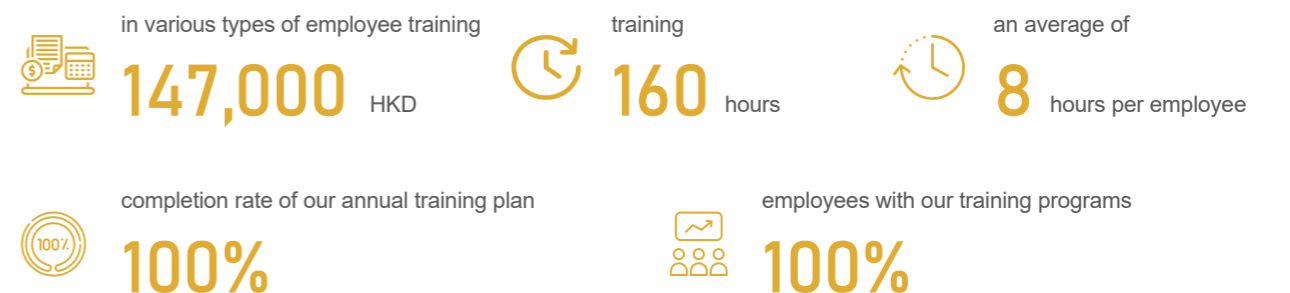 in various types of employee training
147,000 HKD
training
160 hours
an average of
8 hours per employee
$
completion rate of our annual training plan
100%
100%
employees with our training programs
100%